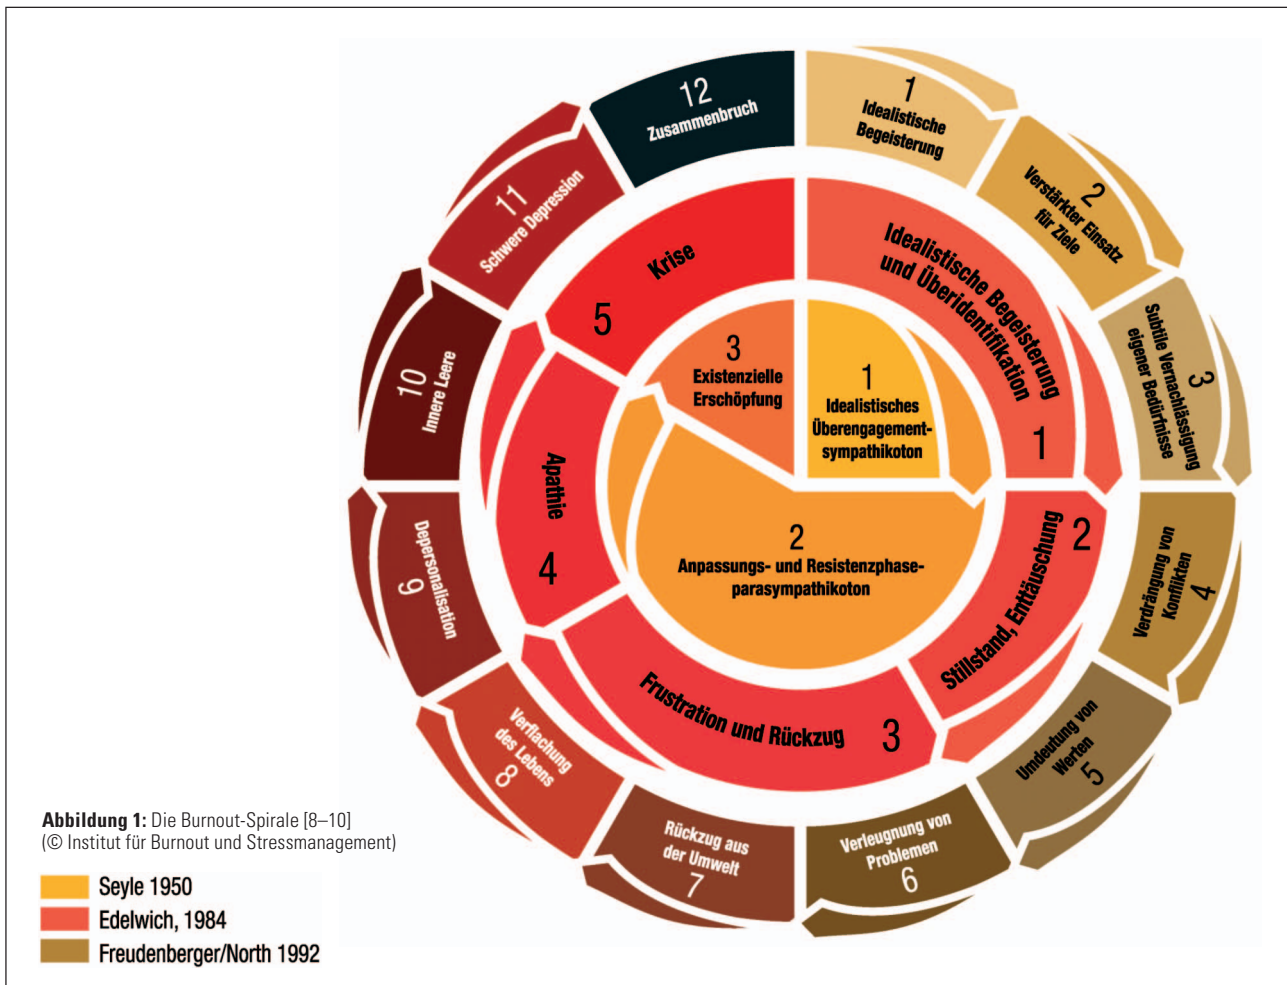 12
Zusammenbruch
1
Idealistische
Begeisterung
2
Verstärkter Einsatz
für Ziele
3
Subtile Vernachlässigung
eigener Bedürfnisse
4
Verdrängung von
Konflikten
5
Umdeutung von
Werten
6
Verleugnung von
Problemen
7
Rückzug aus
der Umwelt
8
Verflachung
des Lebens
9
Depersonalisation
10
Innere Leere
11
Schwere Depression
Idealistische Begeisterung
und Überidentifikation
1
2
Stillstand, Enttäuschung
3
Frustration und Rückzug
4
Apathie
5
Krise
1
Idealistisches
Überengagement-
sympathikoton
2
Anpassungs- und Resistenzphase-
parasympathikoton
3
Existenzielle
Erschöpfung
Abbildung 1: Die Burnout-Spirale [8–10]
(© Institut für Burnout und Stressmanagement)
Seyle 1950
Edelwich, 1984
Freudenberger/North 1992